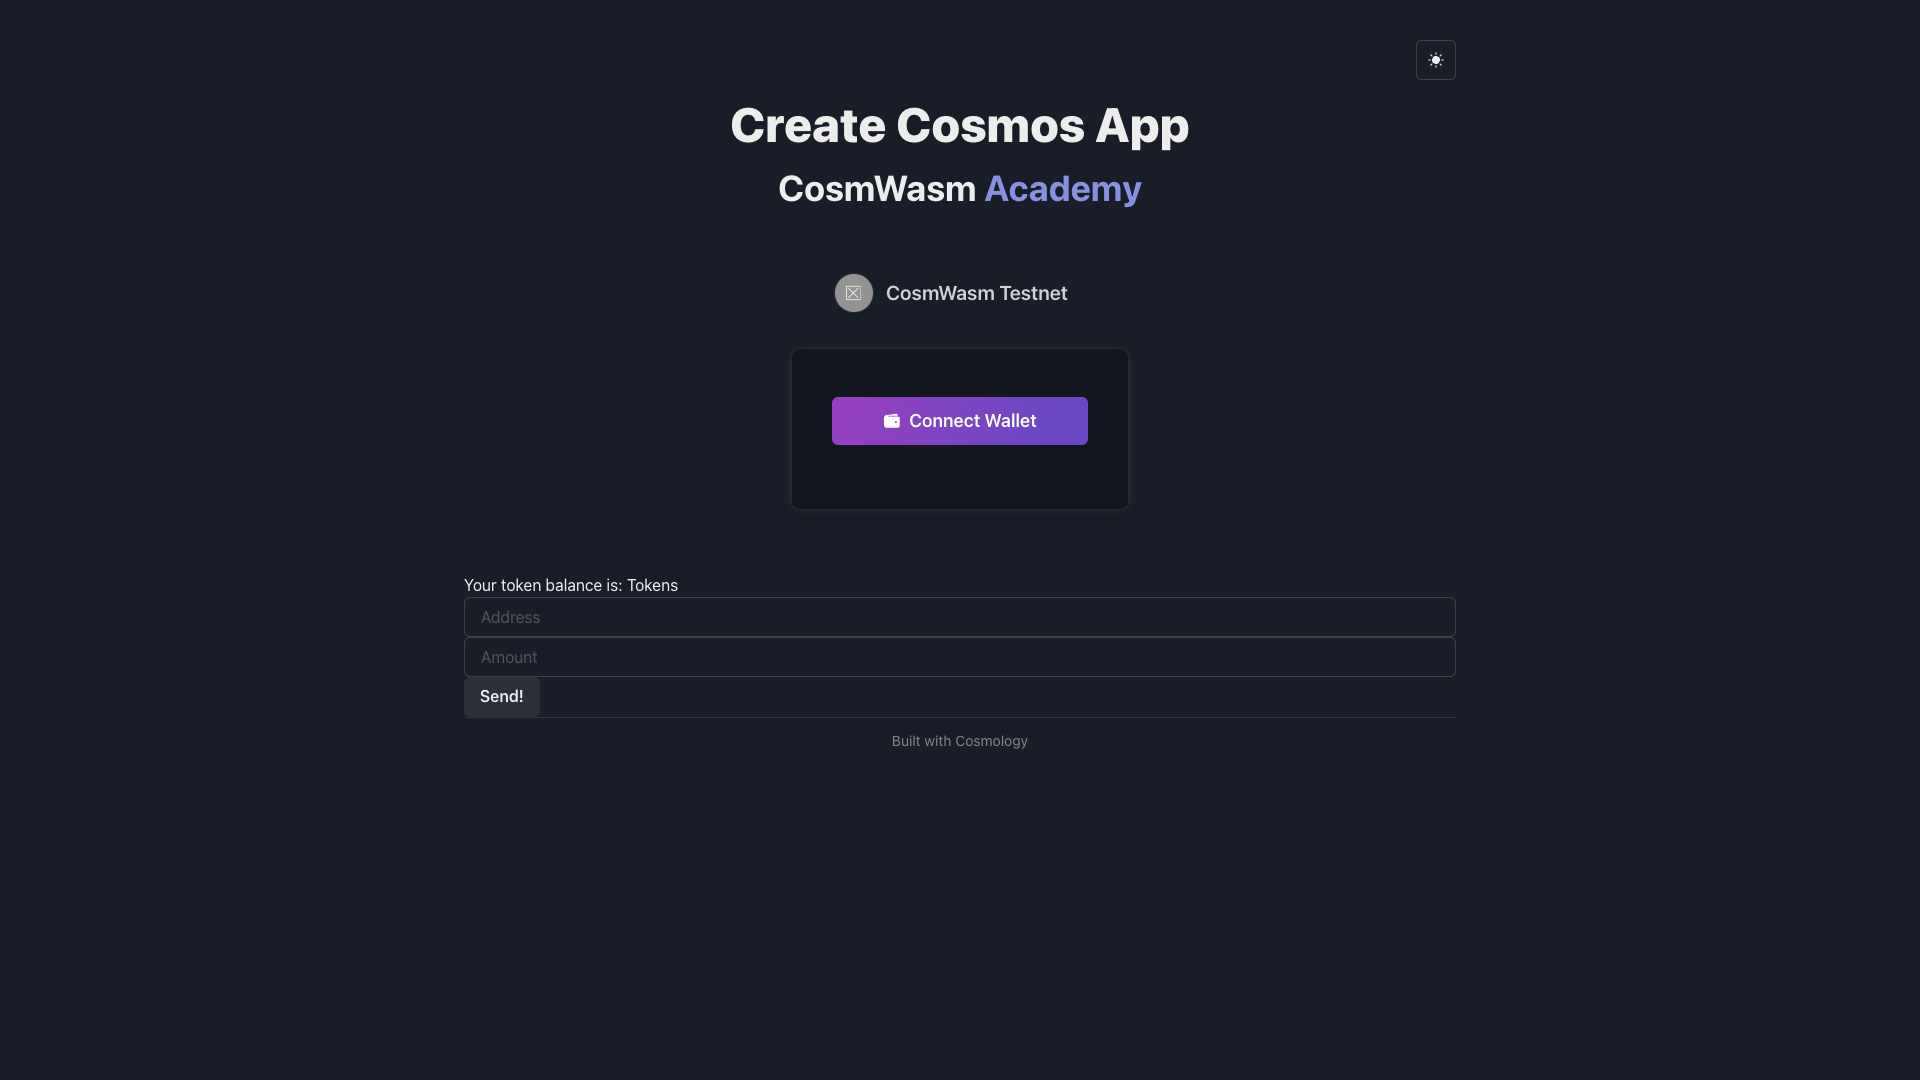 Create Cosmos App
CosmWasm Academy
CosmWasm Testnet
Connect Wallet
Your token balance is: Tokens
Address
Amount
Send!
Built with Cosmology